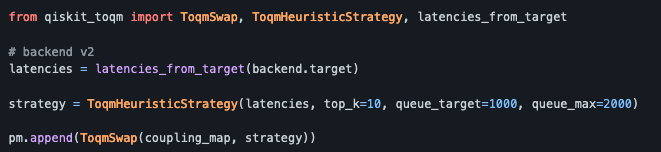 from qiskit_toqm import ToqmSwap, ToqmHeuristicStrategy, latencies_from_target
# backend v2
latencies = latencies_from_target(backend.target)
strategy = ToqmHeuristicStrategy(latencies, top_k=10, queue_target=1000, queue_max=2000)
pm.append(ToqmSwap(coupling_map, strategy))